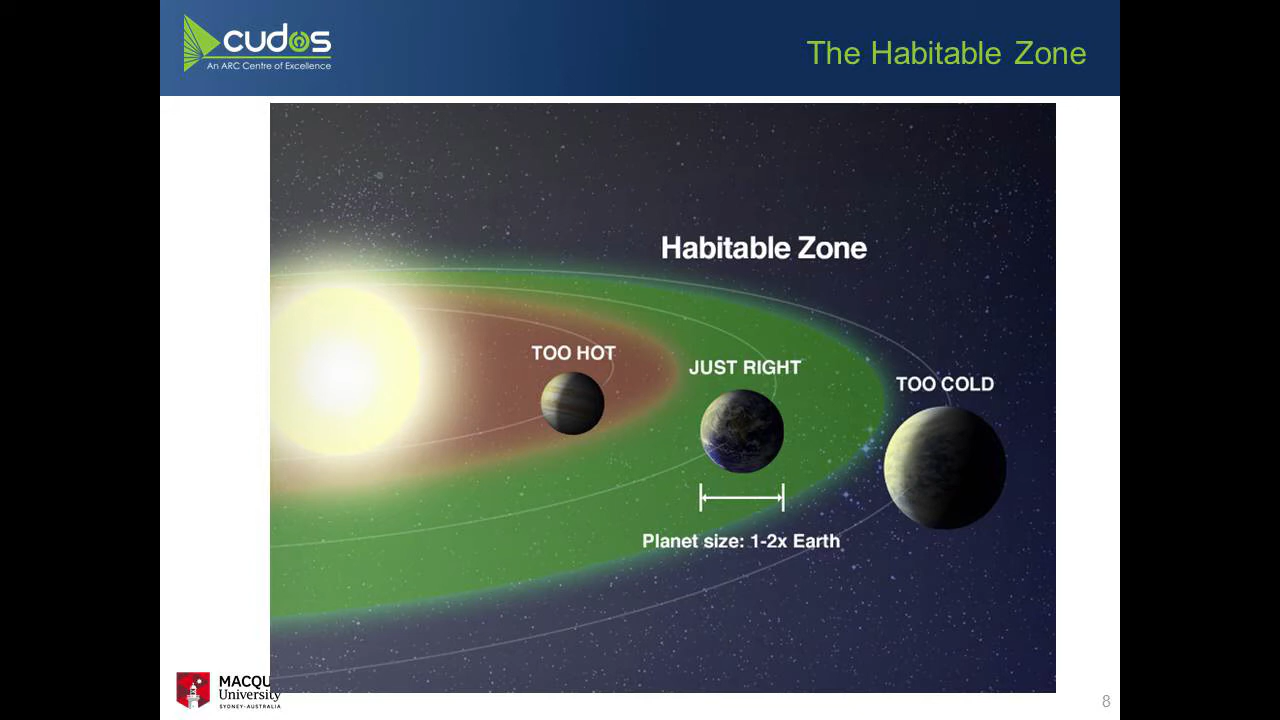 cudos
An ARC Centre of Excellence
The Habitable Zone
Habitable Zone
TOO HOT
JUST RIGHT
TOO COLD
Planet size: 1-2x Earth
MACQU
University
SYDNEY·AUSTRALIA
8